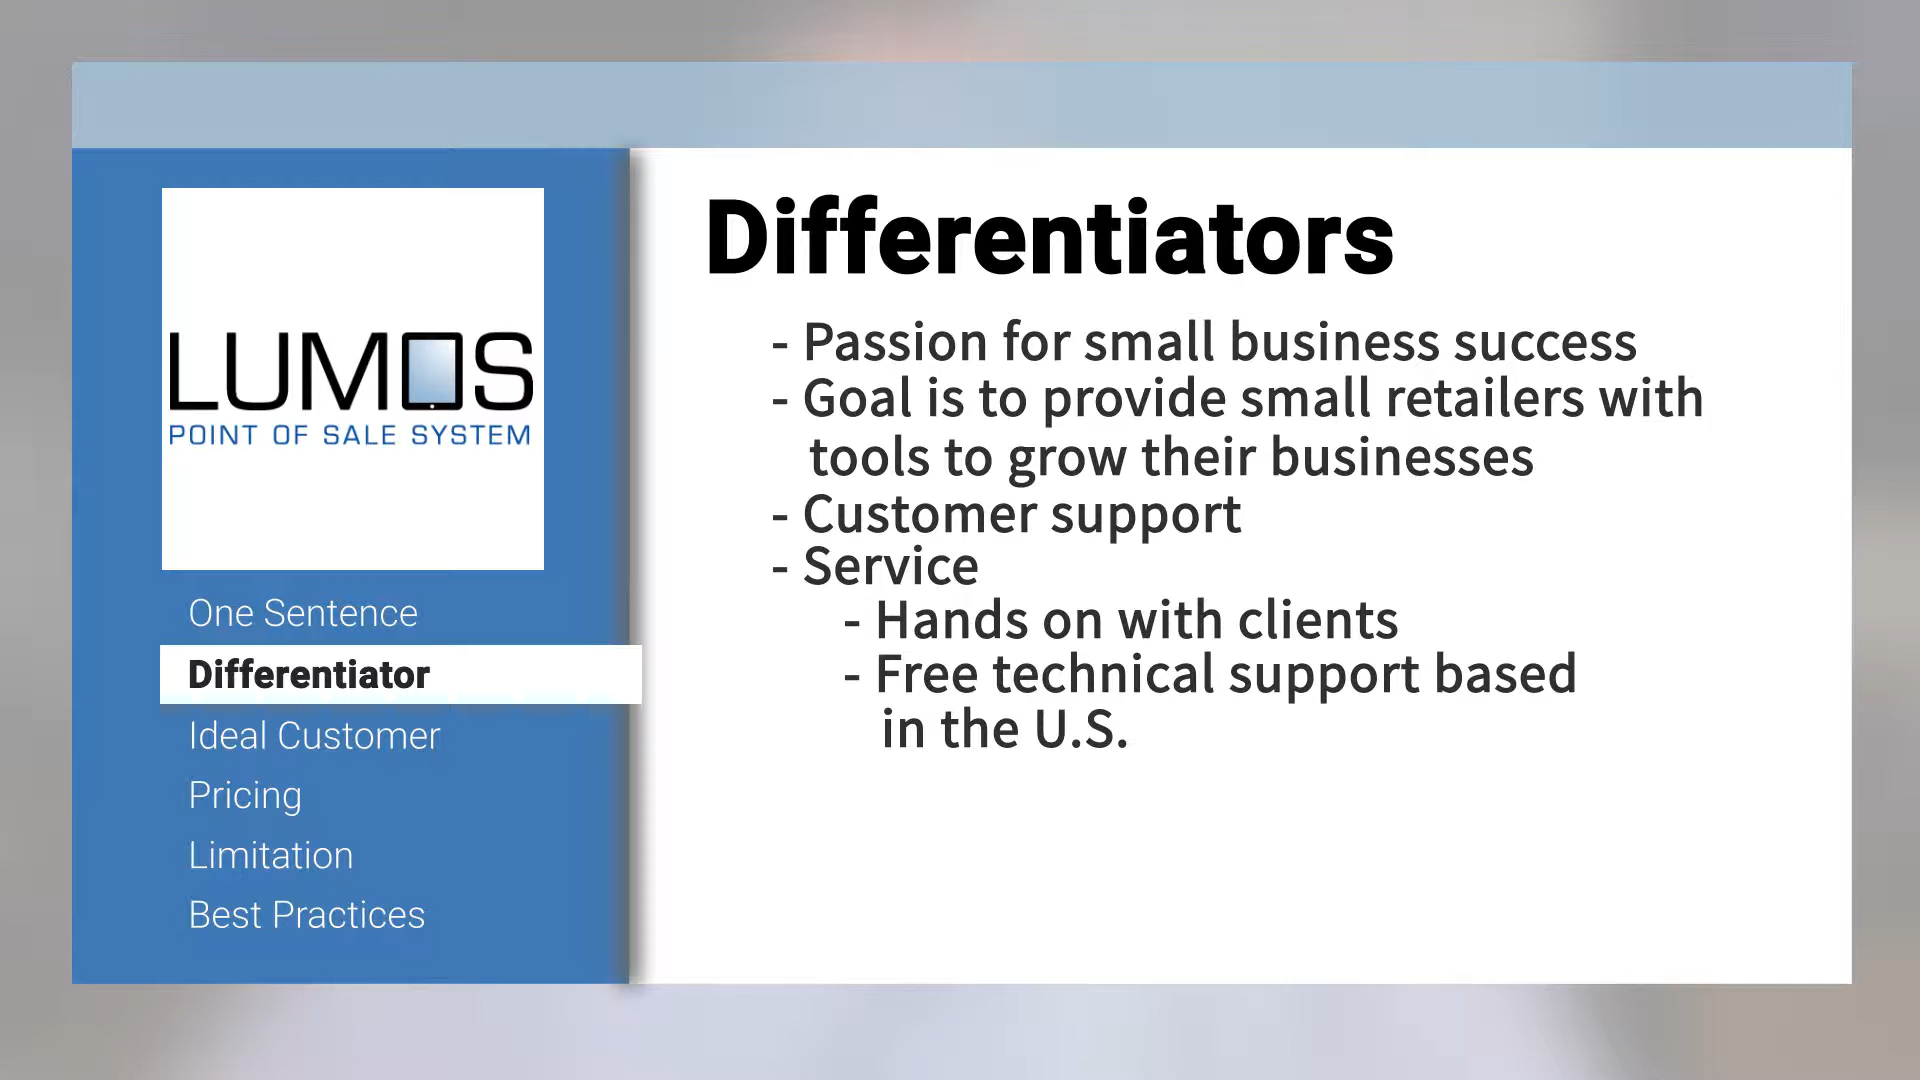 LUMOS
POINT OF SALE SYSTEM
One Sentence
Differentiator
Ideal Customer
Pricing
Limitation
Best Practices
Differentiators
- Passion for small business success
- Goal is to provide small retailers with
tools to grow their businesses
- Customer support
- Service
- Hands on with clients
- Free technical support based
in the U.S.